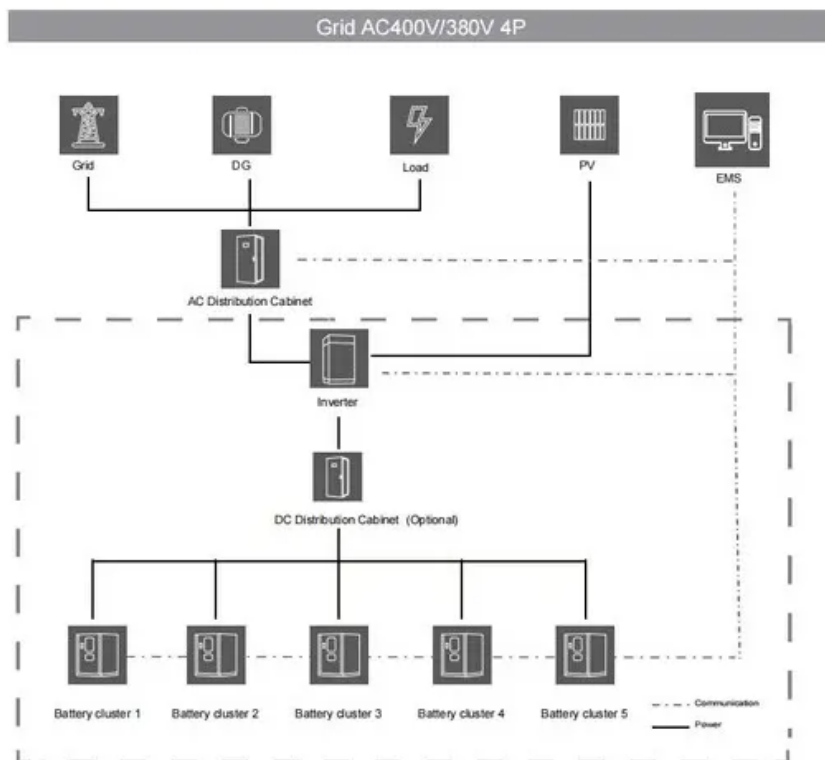 Grid AC400V/380V 4P
Grid
DG
Load
PV
EMS
AC Distribution Cabinet
Inverter
DC Distribution Cabinet (Optional)
Battery cluster 1
Battery cluster 2
Battery cluster 3
Battery cluster 4
Battery cluster 5
Communication
Power